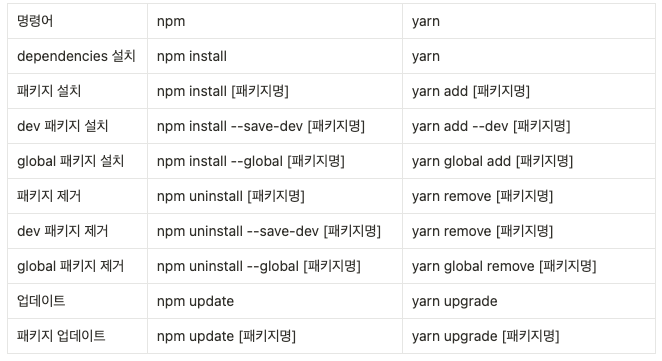 명령어 npm yarn
dependencies 설치 npm install yarn
패키지 설치 npm install [패키지명] yarn add [패키지명]
dev 패키지 설치 npm install --save-dev [패키지명] yarn add --dev [패키지명]
global 패키지 설치 npm install --global [패키지명] yarn global add [패키지명]
패키지 제거 npm uninstall [패키지명] yarn remove [패키지명]
dev 패키지 제거 npm uninstall --save-dev [패키지명] yarn remove [패키지명]
global 패키지 제거 npm uninstall --global [패키지명] yarn global remove [패키지명]
업데이트 npm update yarn upgrade
패키지 업데이트 npm update [패키지명] yarn upgrade [패키지명]